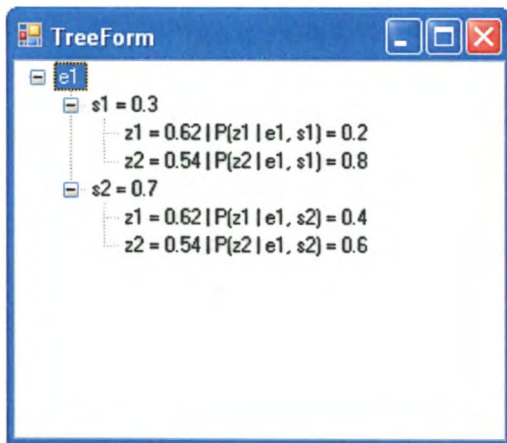 TreeForm
e1
s1 = 0.3
z1 = 0.62 | P(z1 | e1, s1) = 0.2
z2 = 0.54 | P(z2 | e1, s1) = 0.8
s2 = 0.7
z1 = 0.62 | P(z1 | e1, s2) = 0.4
z2 = 0.54 | P(z2 | e1, s2) = 0.6